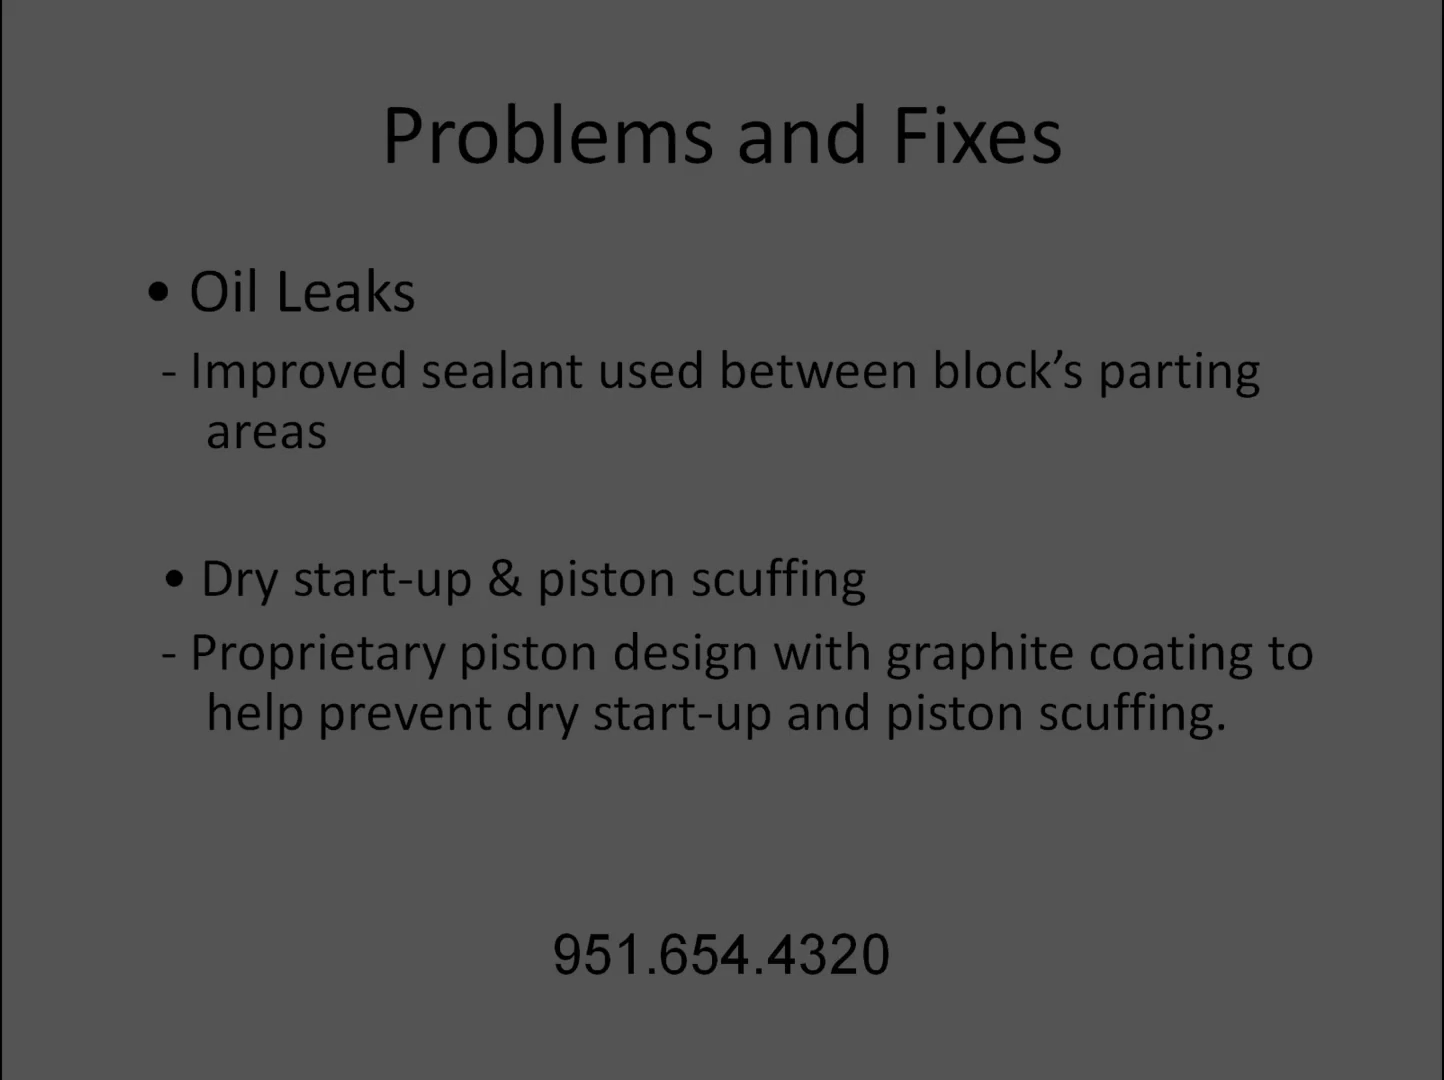 Problems and Fixes
• Oil Leaks
- Improved sealant used between block’s parting
areas
• Dry start-up & piston scuffing
- Proprietary piston design with graphite coating to
help prevent dry start-up and piston scuffing.
951.654.4320